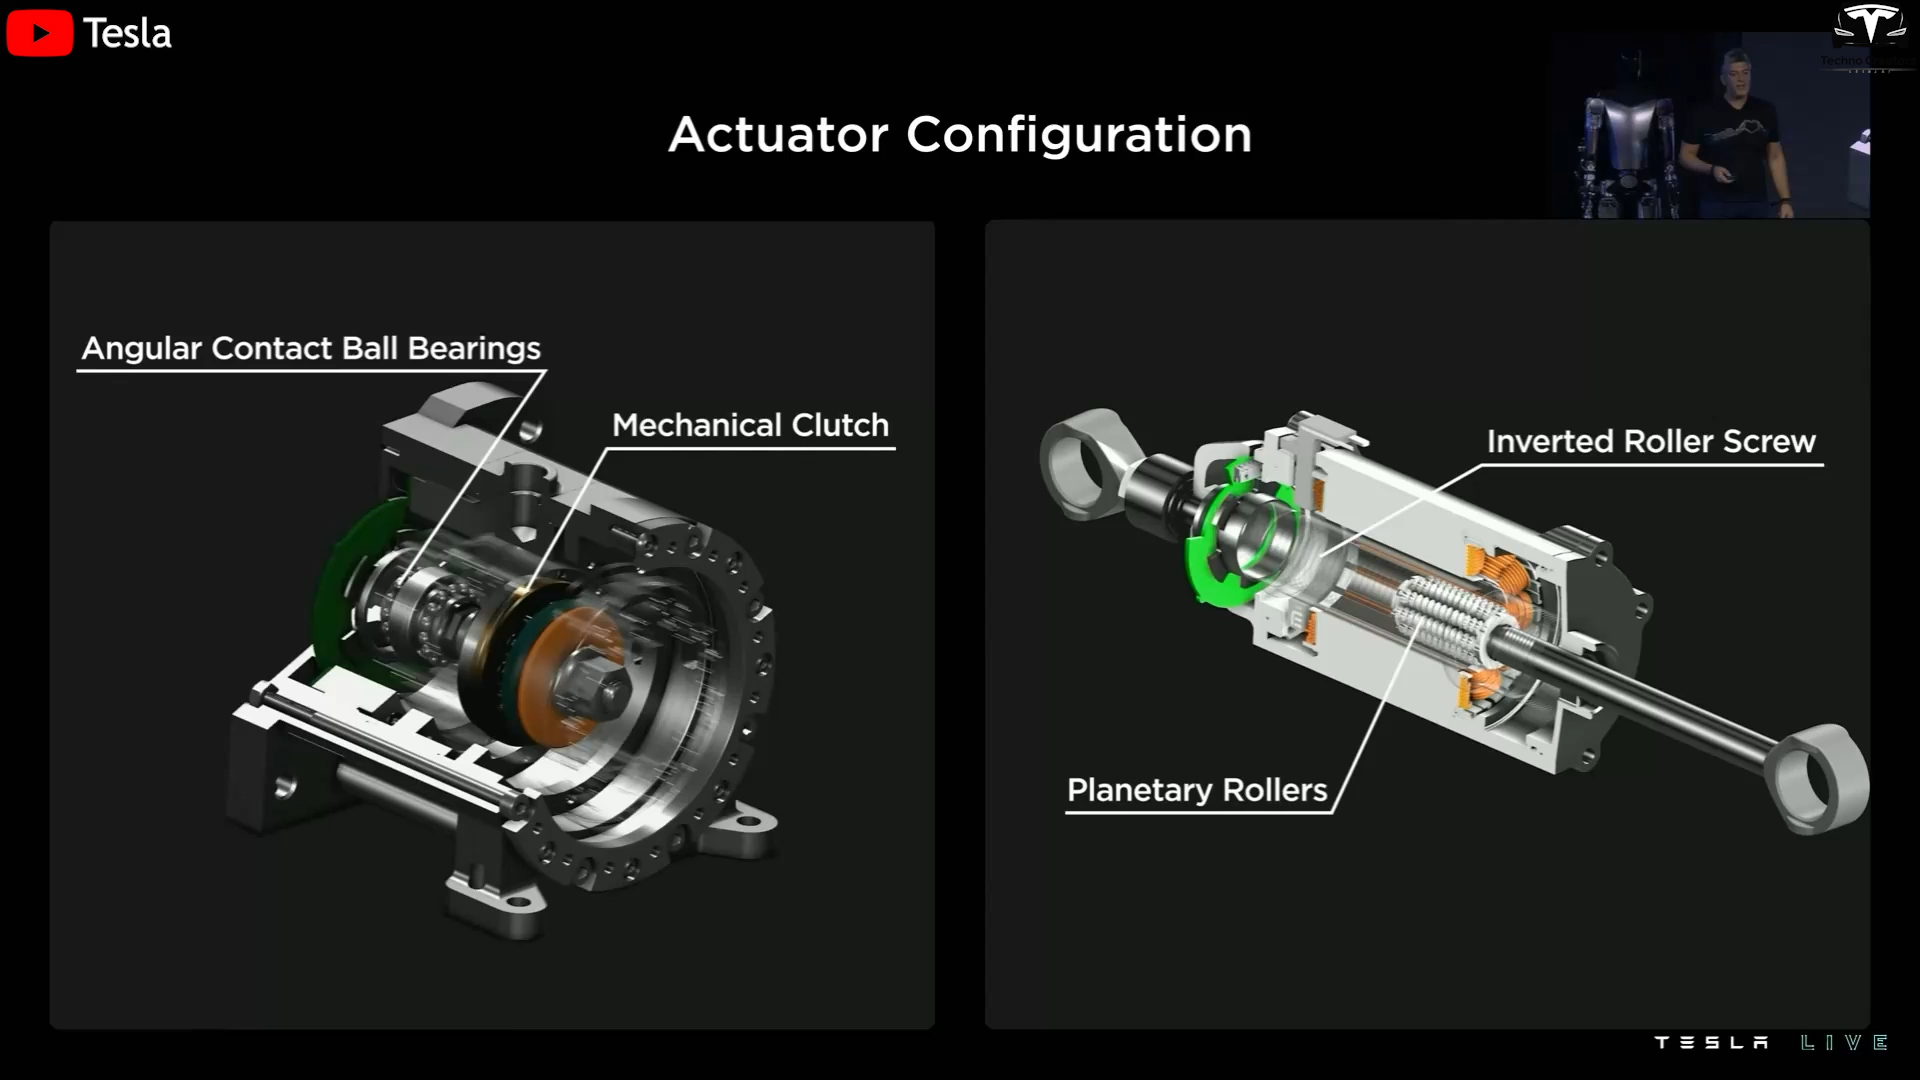 Tesla
Actuator Configuration
Angular Contact Ball Bearings
Mechanical Clutch
Inverted Roller Screw
Planetary Rollers
TESLA LIVE